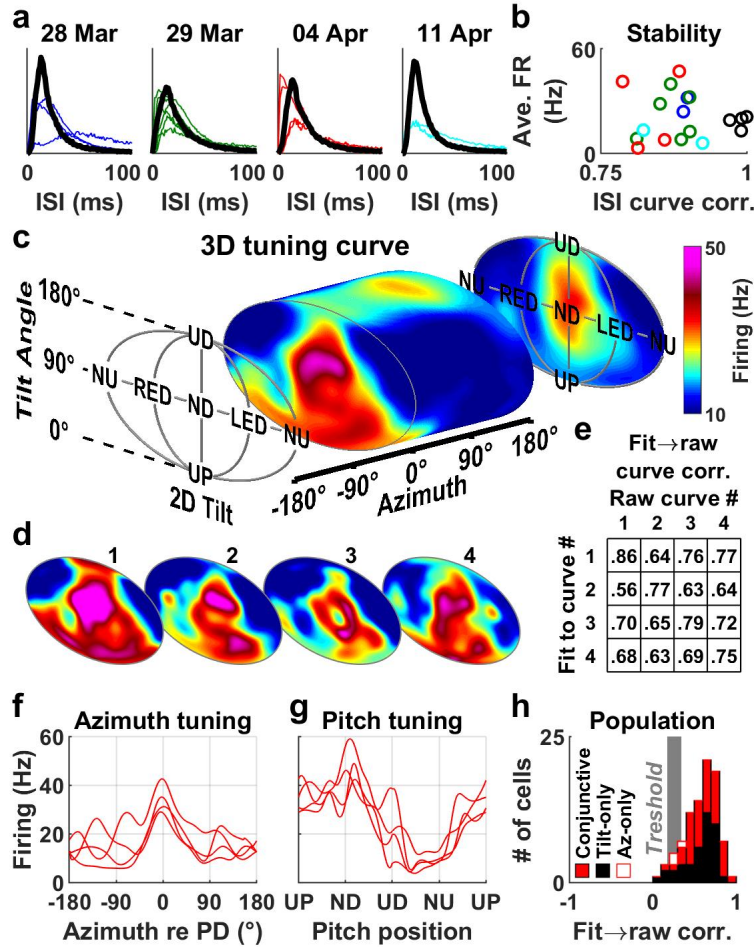 a 28 Mar 29 Mar 04 Apr 11 Apr
0 100 0 100 0 100 0 100
ISI (ms) ISI (ms) ISI (ms) ISI (ms)
b Stability
Ave. FR
(Hz)
60
0
0.75 1
ISI curve corr.
c 3D tuning curve
Tilt Angle
180°
90°
0°
UD
NU RED ND LED NU
UP
2D Tilt
UD
NU RED ND LED NU
UP
-180° -90° 0° 90° 180°
Azimuth
50
Firing (Hz)
10
d 1 2 3 4
e Fit→raw
curve corr.
Raw curve #
1 2 3 4
Fit to curve #
1 .86 .64 .76 .77
2 .56 .77 .63 .64
3 .70 .65 .79 .72
4 .68 .63 .69 .75
f Azimuth tuning
Firing (Hz)
60
40
20
0
-180 -90 0 90 180
Azimuth re PD (°)
g Pitch tuning
UP ND UD NU UP
Pitch position
h Population
# of cells
25
0
Treshold
Conjunctive
Tilt-only
Az-only
-1 0 1
Fit→raw corr.